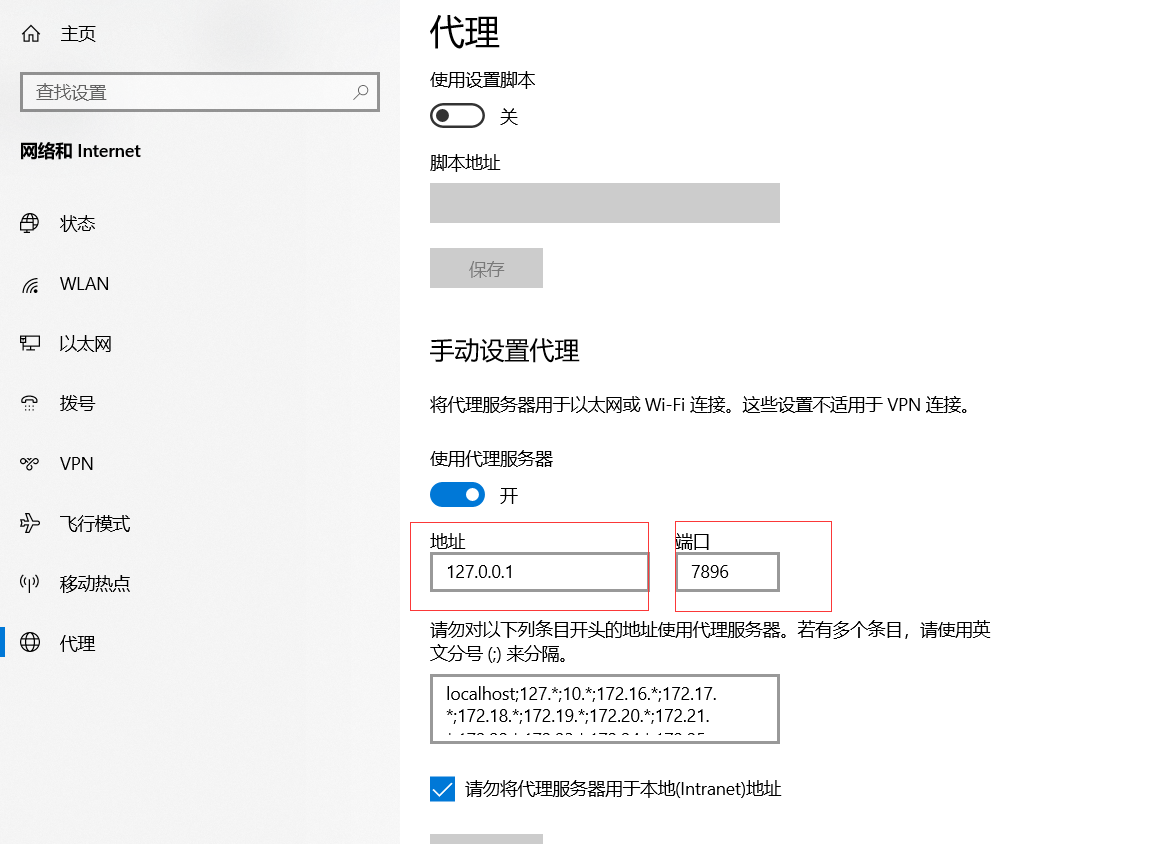 主页
查找设置
网络和 Internet
状态
WLAN
以太网
拨号
VPN
飞行模式
移动热点
代理
代理
使用设置脚本
关
脚本地址
保存
手动设置代理
将代理服务器用于以太网或 Wi-Fi 连接。这些设置不适用于 VPN 连接。
使用代理服务器
开
地址
端口
127.0.0.1
7896
请勿对以下列条目开头的地址使用代理服务器。若有多个条目，请使用英
文分号 (;) 来分隔。
localhost;127.*;10.*;172.16.*;172.17.
*;172.18.*;172.19.*;172.20.*;172.21.
请勿将代理服务器用于本地(Intranet)地址